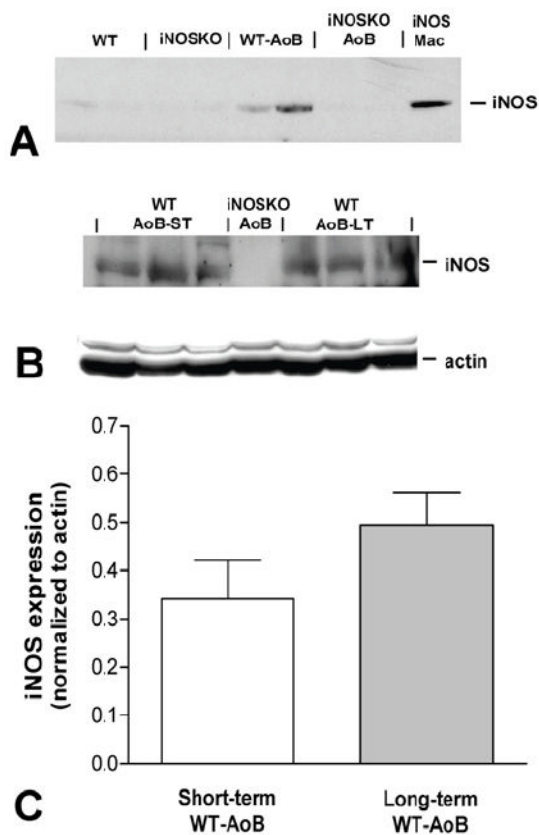 WT | iNOSKO | WT-AoB | iNOSKO AoB | iNOS Mac
— iNOS
A
| WT AoB-ST | iNOSKO AoB | WT AoB-LT |
— iNOS
B
— actin
0.7
0.6
0.5
0.4
0.3
0.2
0.1
0.0
iNOS expression
(normalized to actin)
Short-term
WT-AoB
Long-term
WT-AoB
C